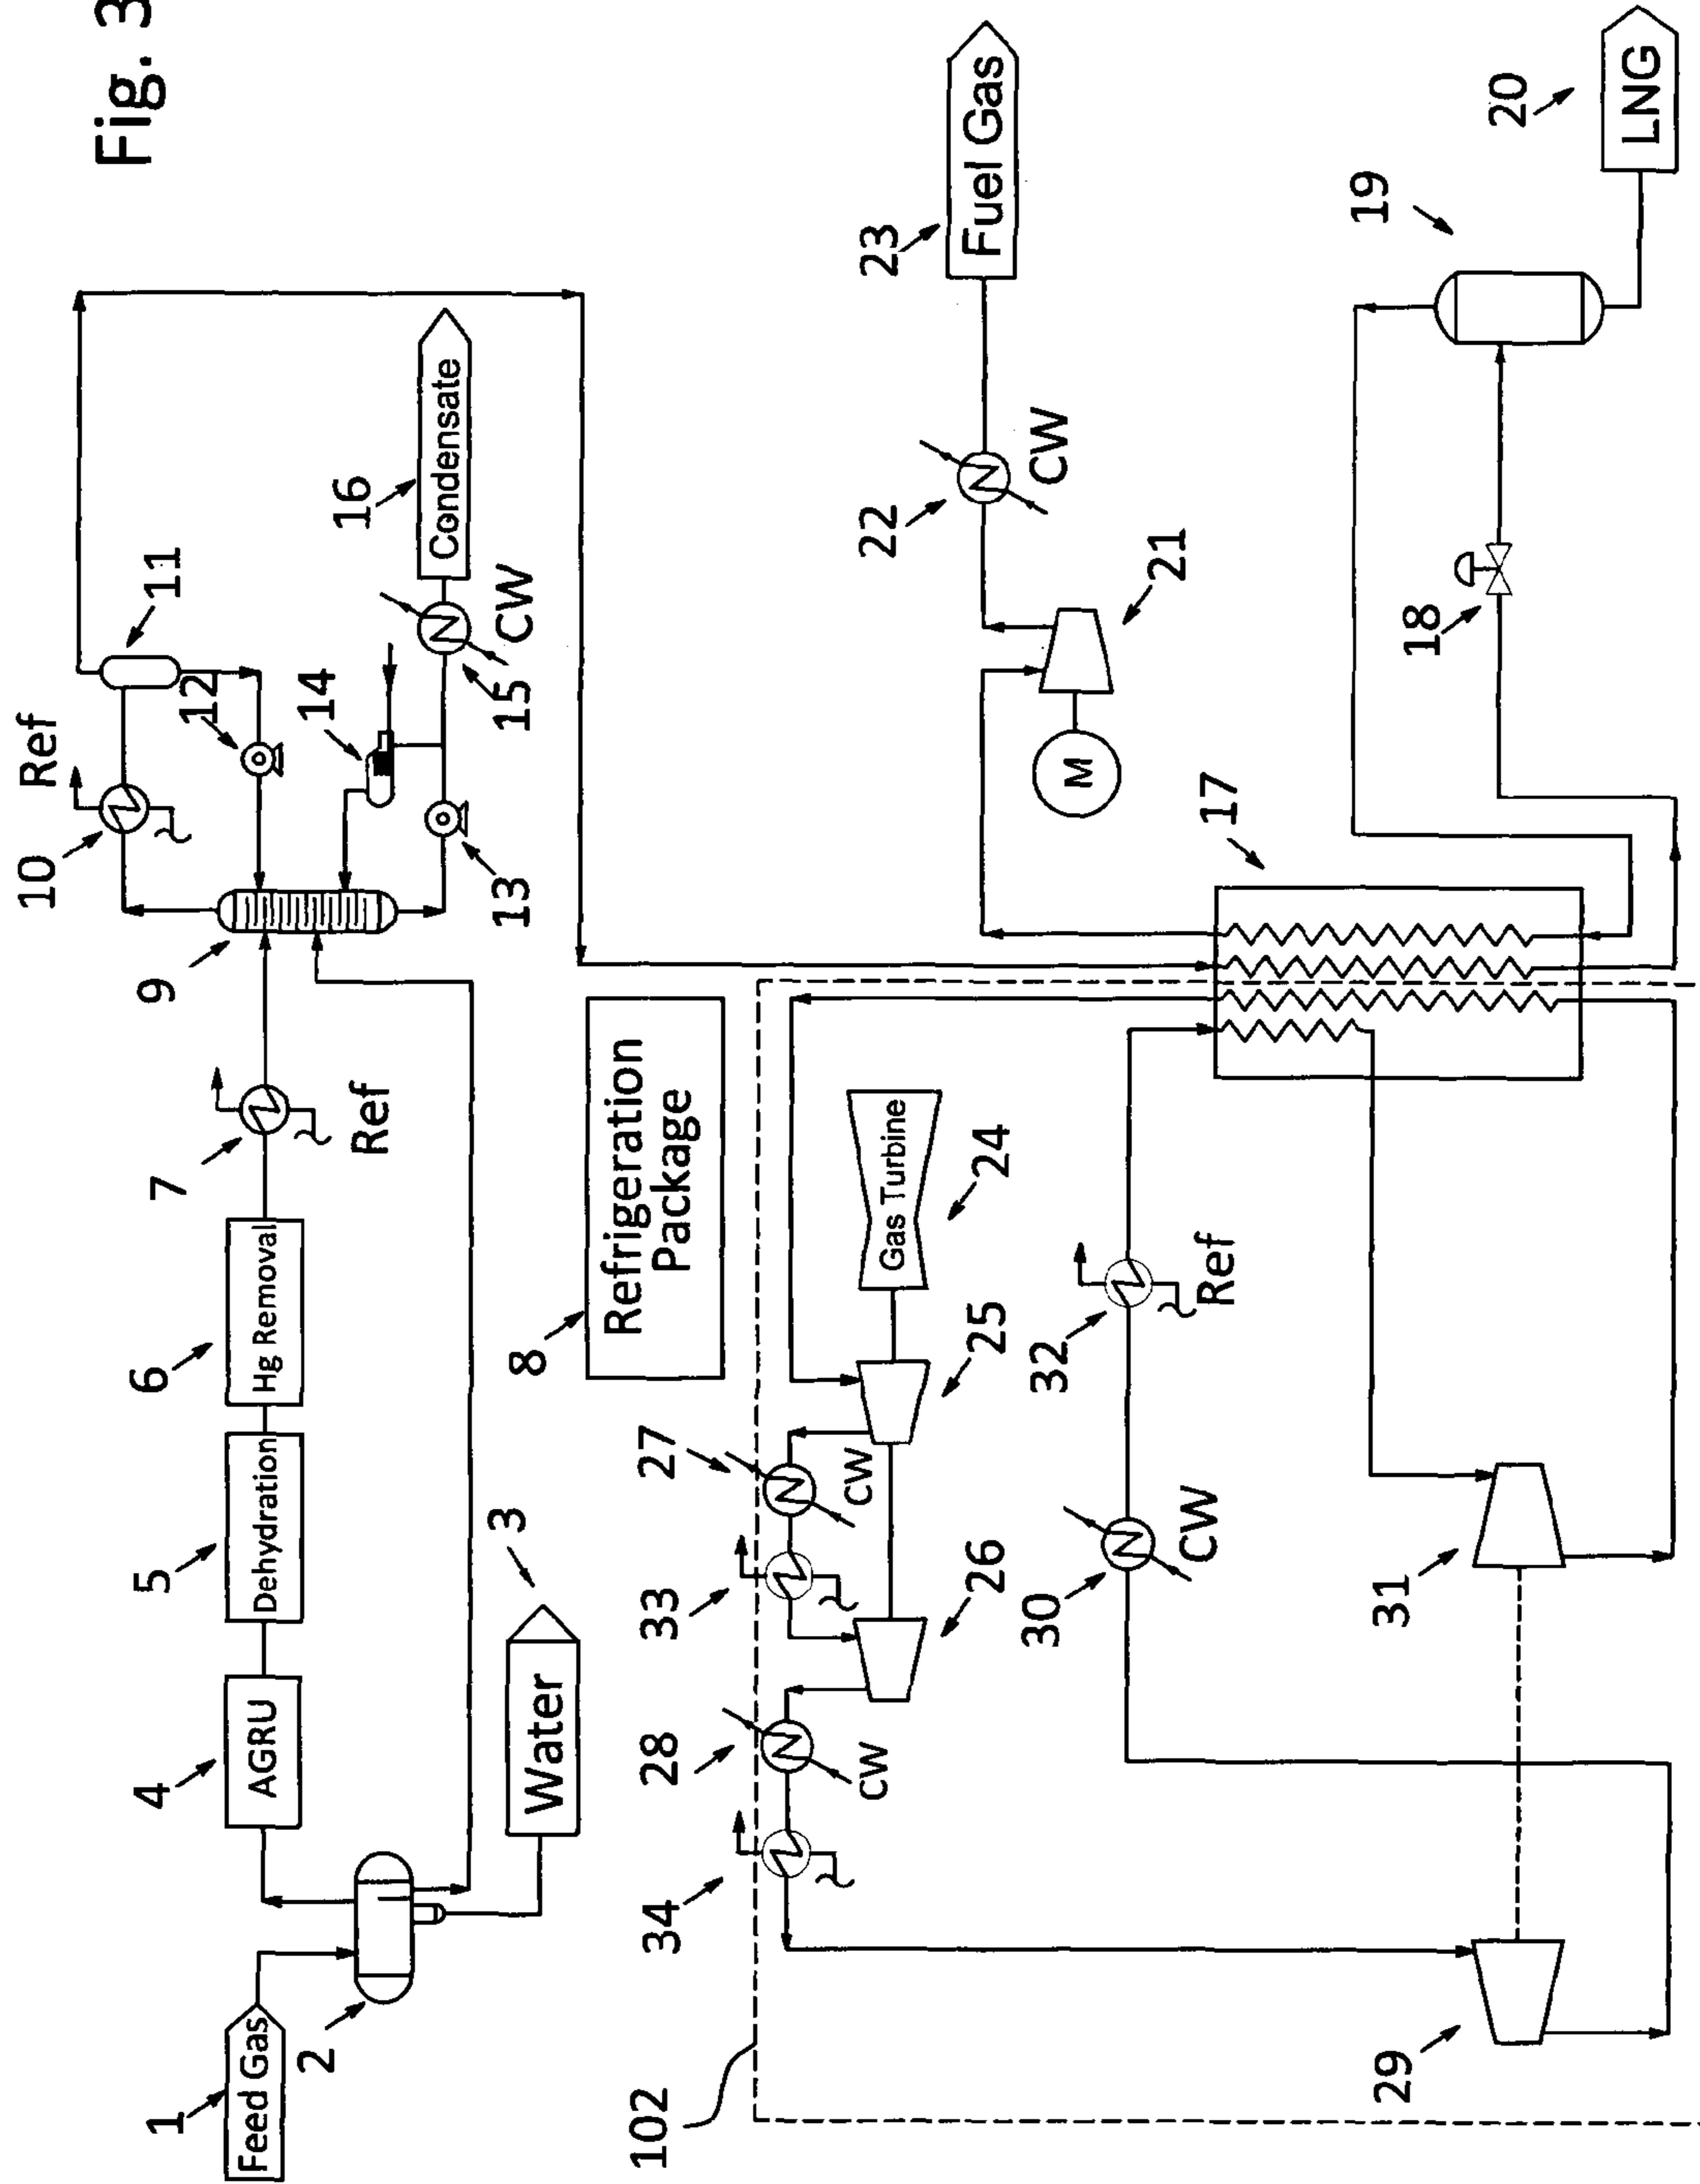 Fig. 3
1
Feed Gas
2
3
Water
4
AGRU
5
Dehydration
6
Hg Removal
7
Ref
8
Refrigeration
Package
9
10
Ref
11
12
13
14
15
CW
16
Condensate
17
18
19
20
LNG
21
M
22
CW
23
Fuel Gas
24
Gas Turbine
25
26
27
CW
28
CW
29
30
CW
31
32
Ref
33
34
102